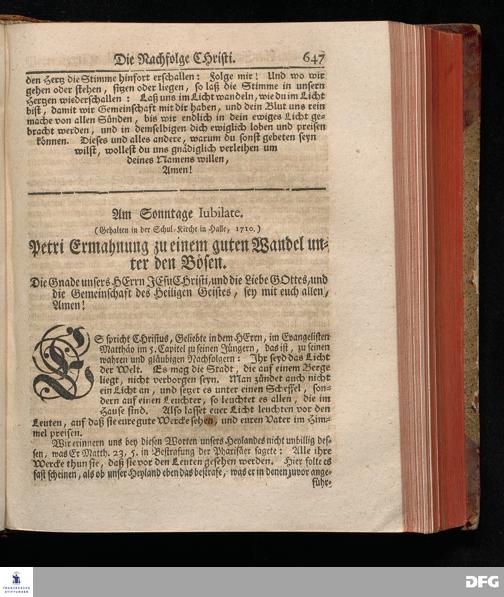 Die Nachfolge CHristi. 647
den Hertz die Stimme hinfort erschallen: Folge mir! Und wo wir
gehen oder stehen, sitzen oder liegen, so laß die Stimme in unsern
Hertzen wiederschallen: Laß uns im Licht wandeln, wie du im Licht
bist, damit wir Gemeinschaft mit dir haben, und dein Blut uns rein
mache von allen Sünden, bis wir endlich in dein ewiges Licht ge-
bracht werden, und in demselbigen dich ewiglich loben und preisen
können. Dieses und alles andere, warum du sonst gebeten seyn
wilst, wollest du uns gnädiglich verleihen um
deines Namens willen,
Amen!
Am Sonntage Iubilate.
(Gehalten in der Schul-Kirche in Halle, 1710.)
Petri Ermahnung zu einem guten Wandel un-
ter den Bösen.
Die Gnade unsers HErrn JEsu CHristi, und die Liebe GOttes, und
die Gemeinschaft des Heiligen Geistes, sey mit euch allen,
Amen!
ES spricht CHristus, Geliebte in dem HErrn, im Evangelisten
Matthäo im 5. Capitel zu seinen Jüngern, das ist, zu seinen
wahren und gläubigen Nachfolgern: Ihr seyd das Licht
der Welt. Es mag die Stadt, die auf einem Berge
liegt, nicht verborgen seyn. Man zündet auch nicht
ein Licht an, und setzet es unter einen Scheffel, son-
dern auf einen Leuchter, so leuchtet es allen, die im
Hause sind. Also lasset euer Licht leuchten vor den
Leuten, auf daß sie eure gute Wercke sehen, und euren Vater im Him-
mel preisen.
Wir erinnern uns bey diesen Worten unsers Heylandes nicht unbillig des-
sen, was Er Matth. 23, 5. in Bestrafung der Pharisäer sagete: Alle ihre
Wercke thun sie, daß sie vor den Leuten gesehen werden. Hier solte es
fast scheinen, als ob unser Heyland eben das bestrafe, was er in denen zuvor ange-
führ-
FRANCKESCHE
STIFTUNGEN
DFG